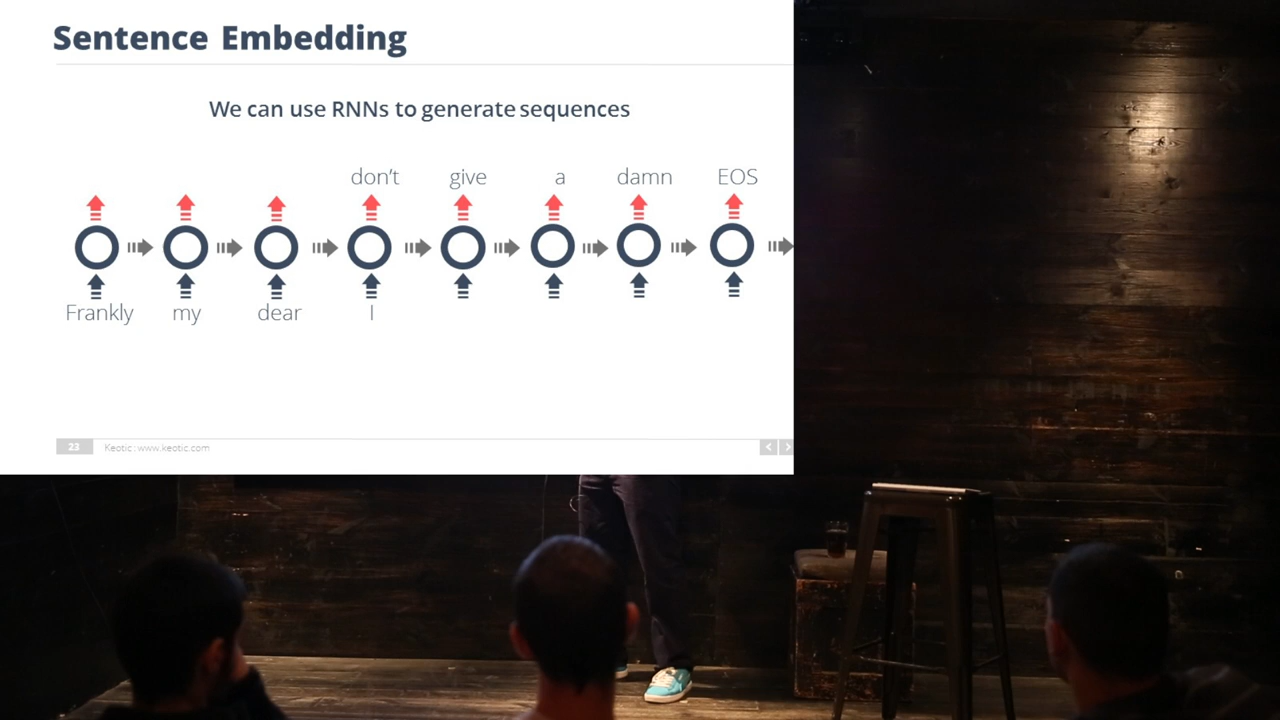 Sentence Embedding
We can use RNNs to generate sequences
don't give a damn EOS
Frankly my dear I
23 Keotic : www.keotic.com